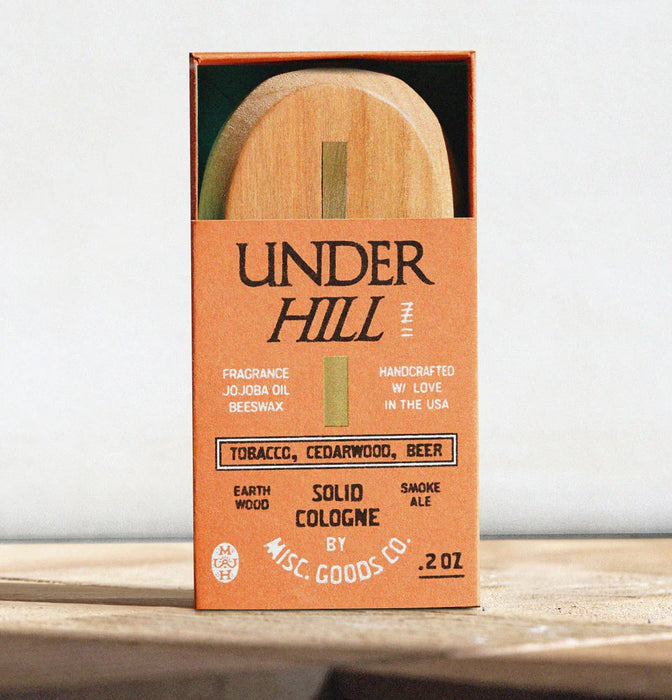 UNDER
HILL
FRAGRANCE
JOJOBA OIL
BEESWAX
HANDCRAFTED
W/ LOVE
IN THE USA
TOBACCO, CEDARWOOD, BEER
EARTH
WOOD
SOLID
COLOGNE
SMOKE
ALE
BY
MISC. GOODS CO.
M
H
.2 OZ